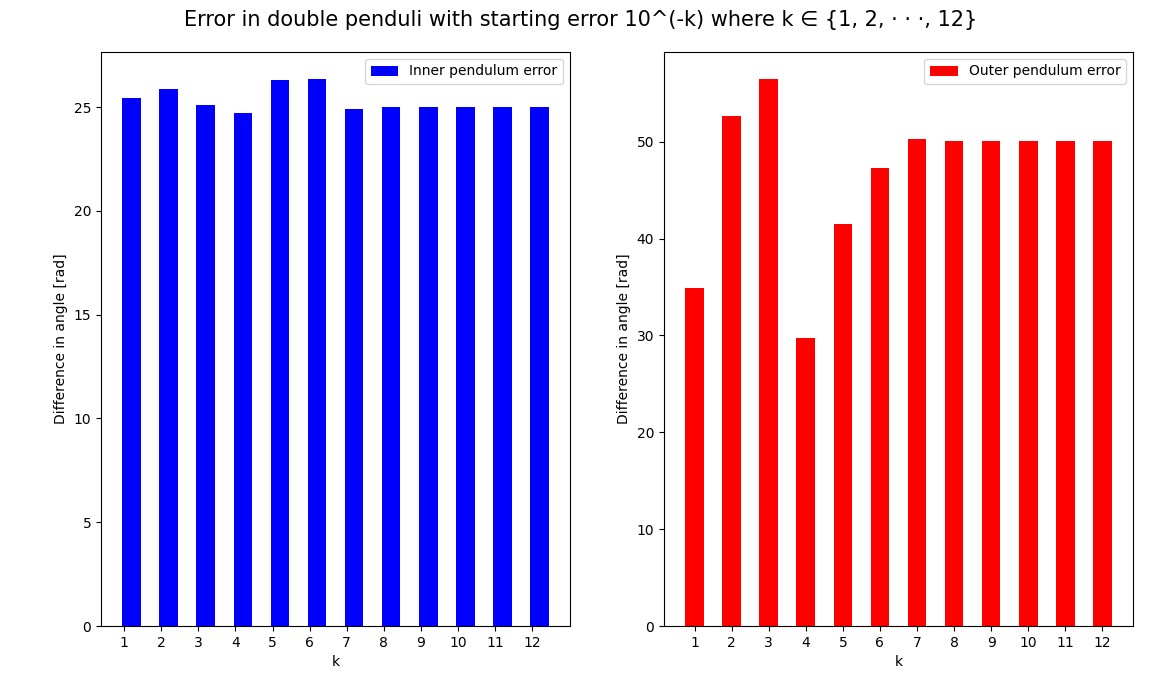 Error in double penduli with starting error 10^(-k) where k ∈ {1, 2, · · ·, 12}
Inner pendulum error
25
20
15
10
5
0
Difference in angle [rad]
1 2 3 4 5 6 7 8 9 10 11 12
k
Outer pendulum error
50
40
30
20
10
0
Difference in angle [rad]
1 2 3 4 5 6 7 8 9 10 11 12
k